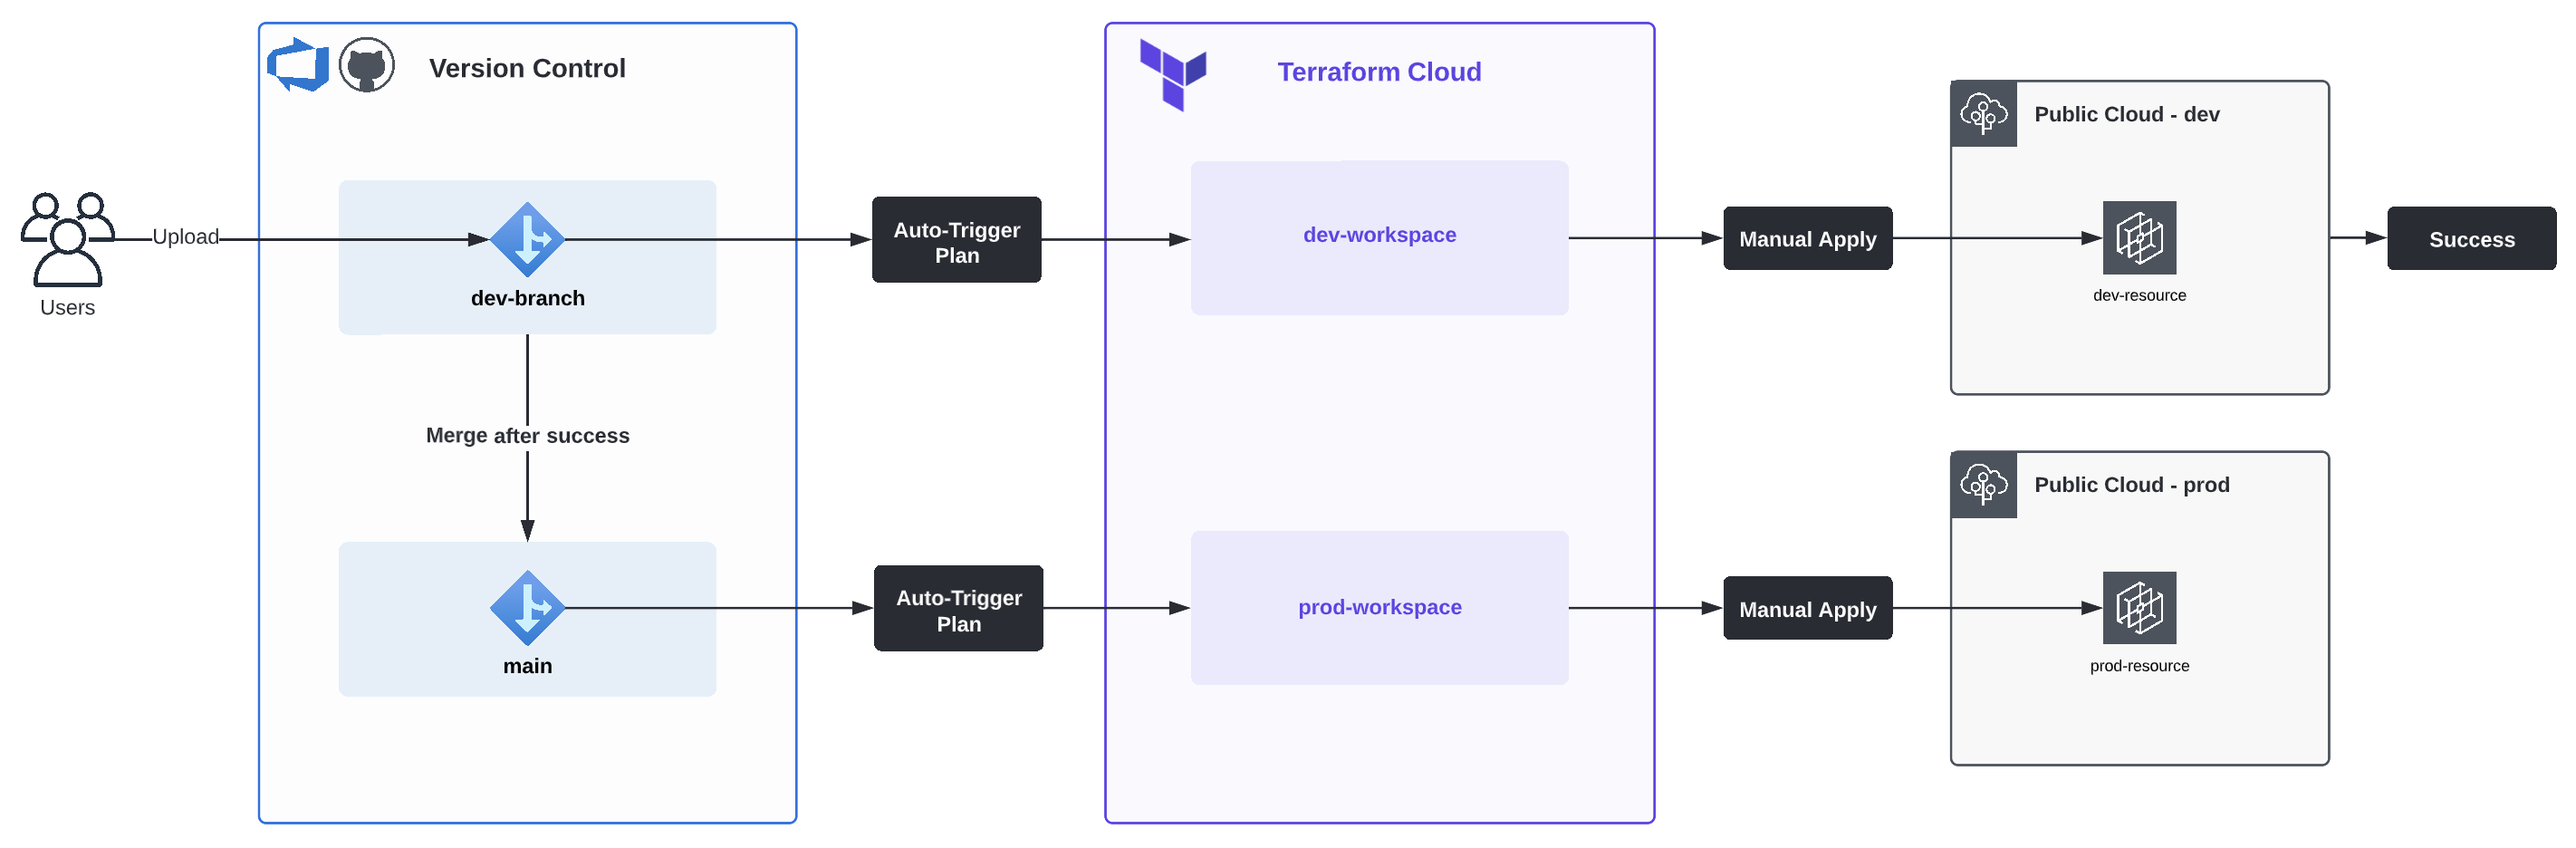 Version Control
Terraform Cloud
Public Cloud - dev
Users
Upload
dev-branch
Auto-Trigger
Plan
dev-workspace
Manual Apply
dev-resource
Success
Merge after success
main
Auto-Trigger
Plan
prod-workspace
Manual Apply
Public Cloud - prod
prod-resource